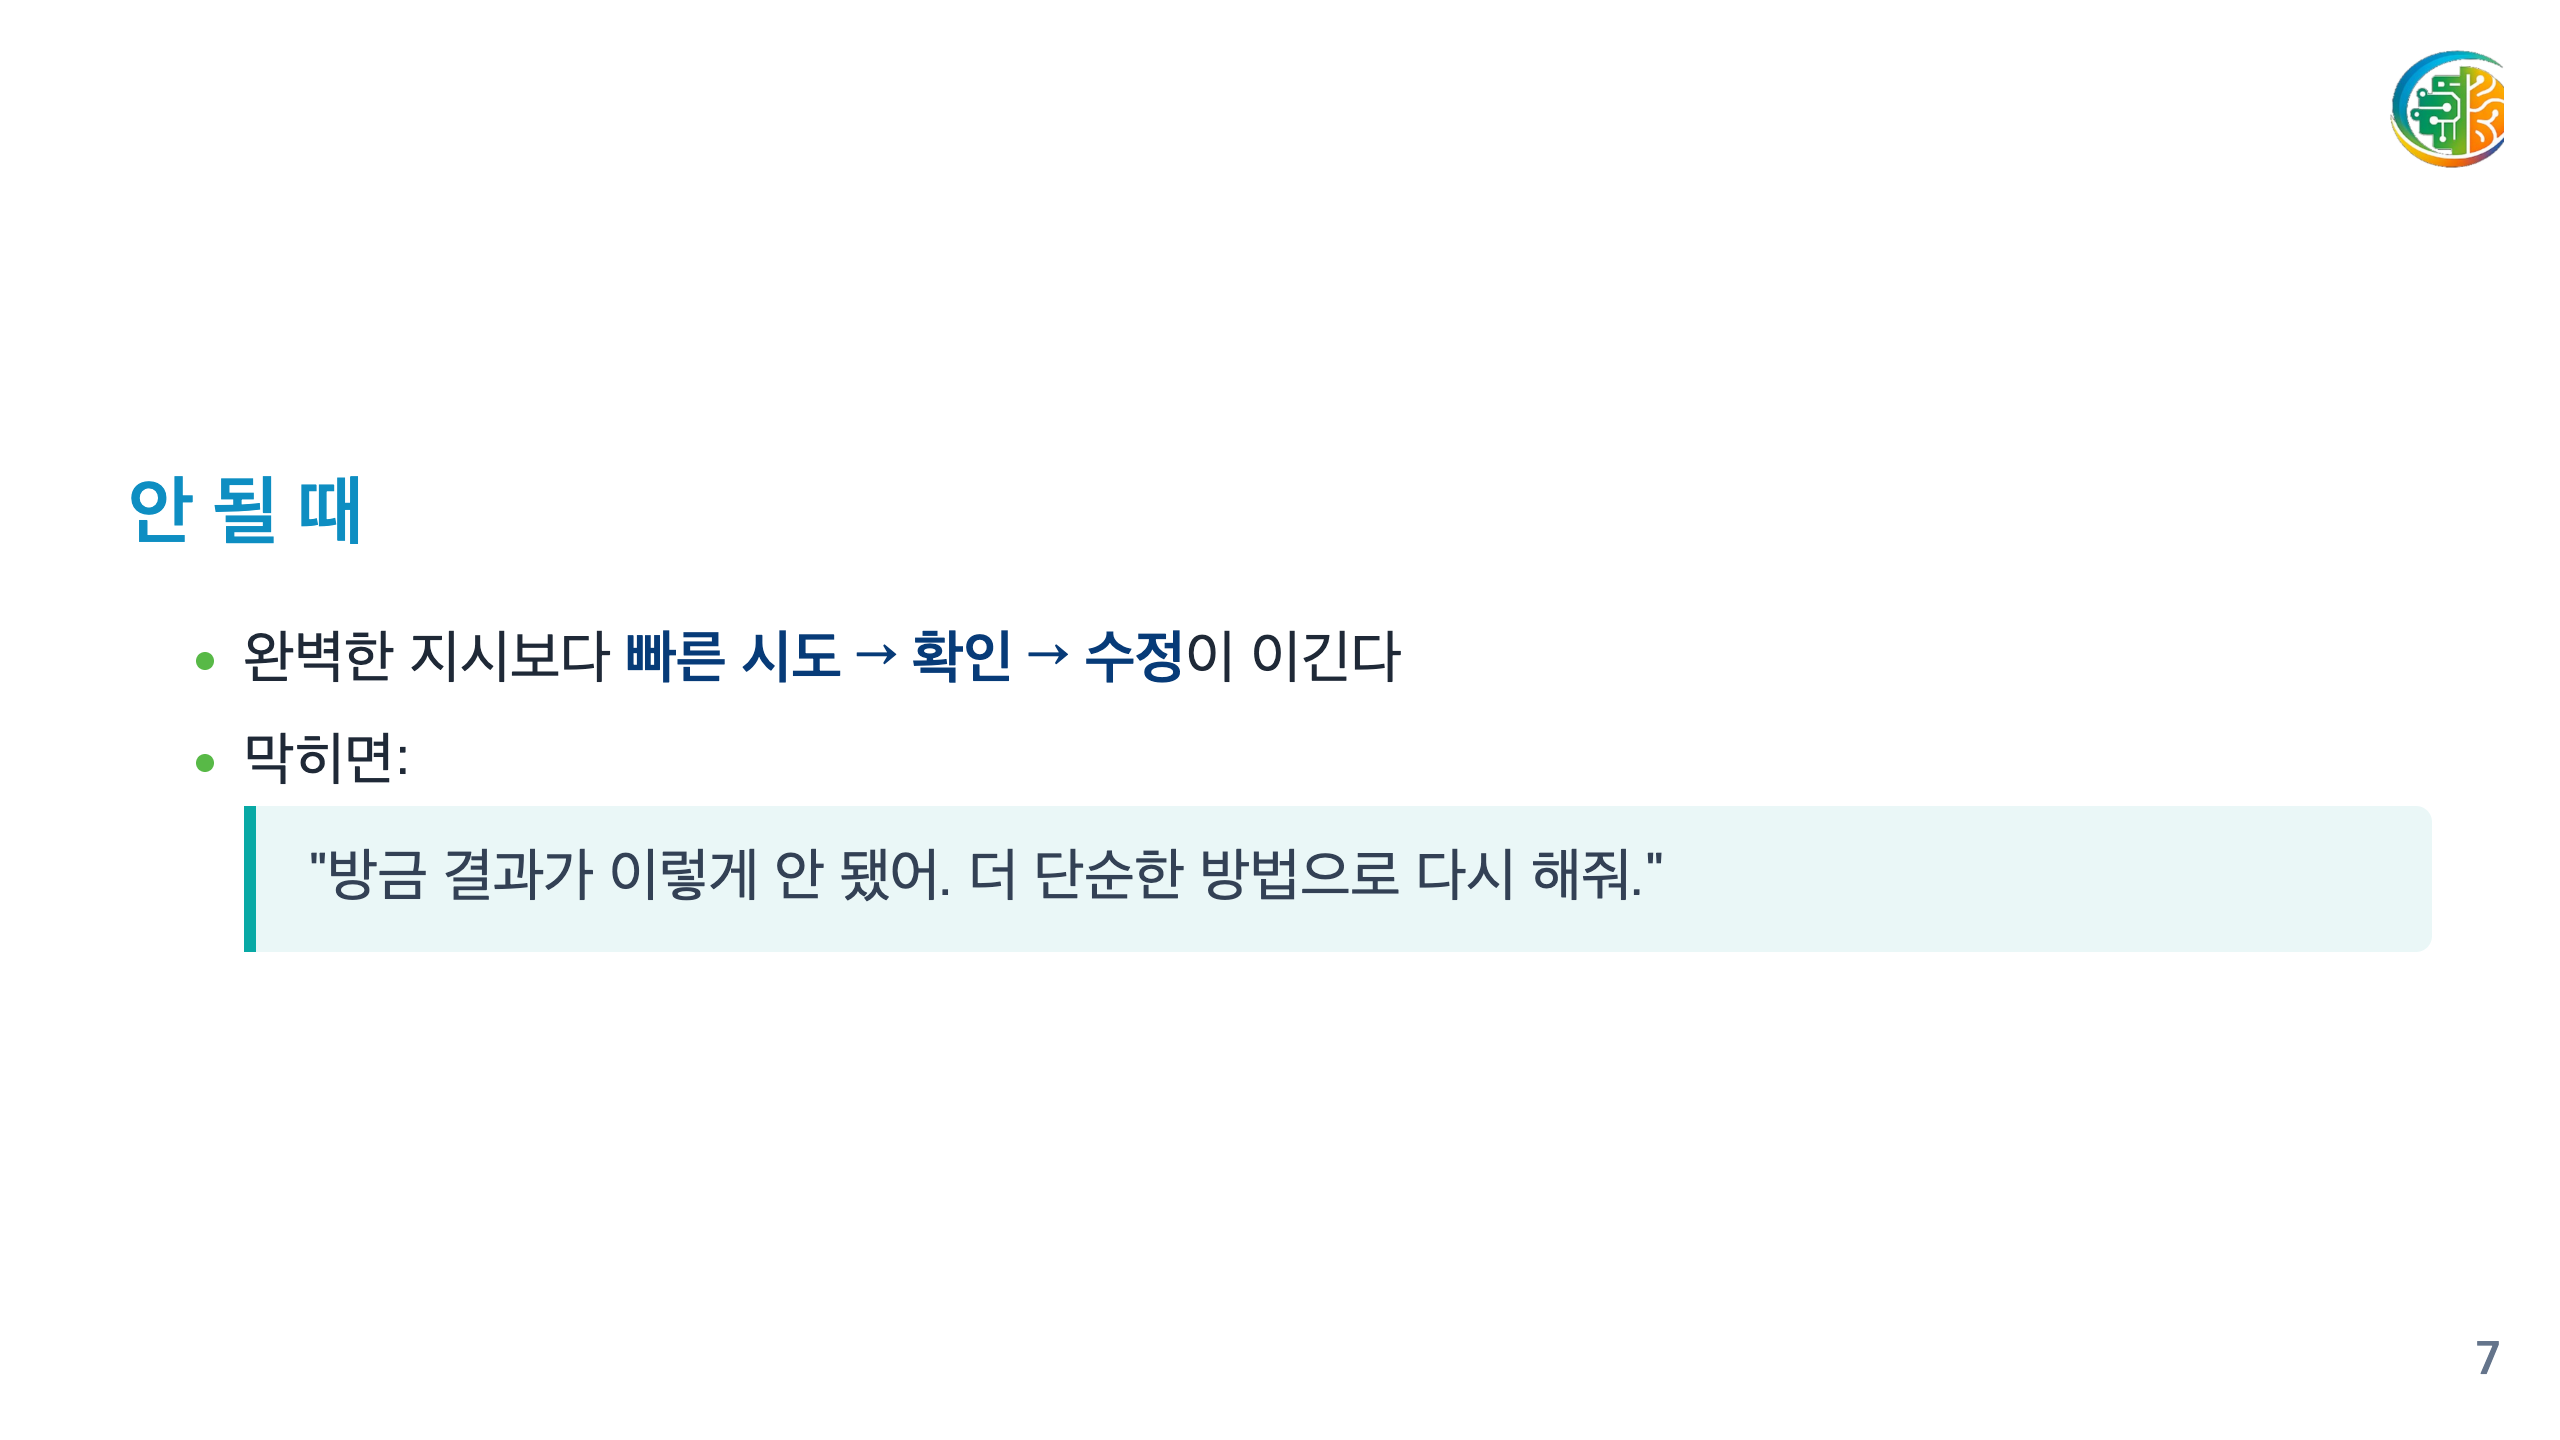 안 될 때
완벽한 지시보다 빠른 시도 → 확인 → 수정이 이긴다
막히면:
"방금 결과가 이렇게 안 됐어. 더 단순한 방법으로 다시 해줘."
7